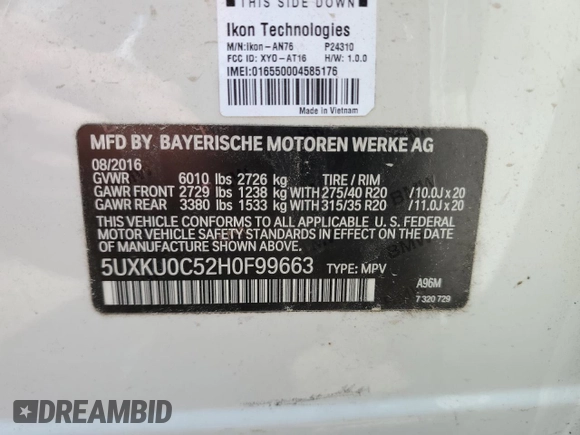 THIS SIDE DOWN
Ikon Technologies
M/N:Ikon-AN76 P24310
FCC ID: XYO-AT16 H/W: 1.0.0
IMEI:016550004585176
Made in Vietnam
MFD BY BAYERISCHE MOTOREN WERKE AG
08/2016
GVWR 6010 lbs 2726 kg TIRE / RIM
GAWR FRONT 2729 lbs 1238 kg WITH 275/40 R20 /10.0J x 20
GAWR REAR 3380 lbs 1533 kg WITH 315/35 R20 /11.0J x 20
THIS VEHICLE CONFORMS TO ALL APPLICABLE U. S. FEDERAL
MOTOR VEHICLE SAFETY STANDARDS IN EFFECT ON THE DATE OF
MANUFACTURE SHOWN ABOVE.
5UXKU0C52H0F99663 TYPE: MPV
A96M
7 320 729
DREAMBID